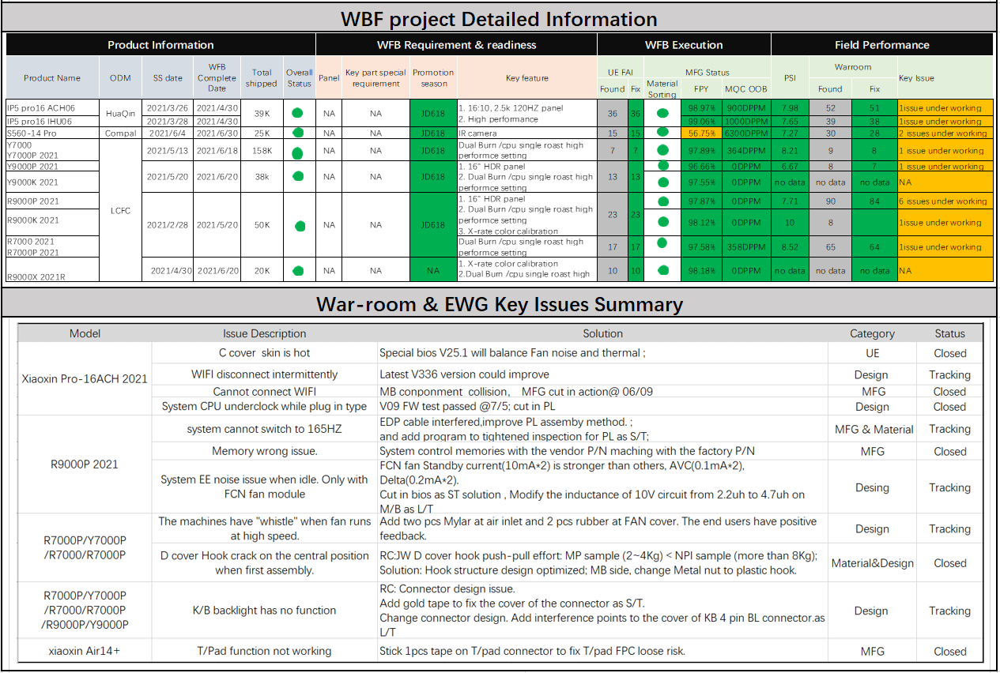 WBF project Detailed Information
Product Information WFB Requirement & readiness WFB Execution Field Performance
Product Name ODM SS date WFB Complete Date Total shipped Overall Status Panel Key part special requirement Promotion season Key feature UE FAI MFG Status PSI Warroom Key Issue
Found Fix Material Sorting FPY MQC OOB Found Fix
IP5 pro16 ACH06 HuaQin 2021/3/26 2021/4/30 39K NA NA JD618 1. 16:10, 2.5k 120HZ panel 36 36 98.97% 900DPPM 7.98 52 51 1issue under working
2. High performance
IP5 pro16 IHU06 2021/3/28 2021/4/30 99.06% 1000DPPM 7.65 39 38 1issue under working
S560-14 Pro Compal 2021/6/4 2021/6/30 25K NA NA JD618 IR camera 15 15 56.75% 6300DPPM 7.27 30 28 2 issues under working
Y7000 LCFC 2021/5/13 2021/6/18 158K NA NA JD618 Dual Burn /cpu single roast high 7 7 97.89% 364DPPM 8.21 9 8 1 issue under working
Y7000P 2021 performce setting
Y9000P 2021 2021/5/20 2021/6/20 38k NA NA JD618 1. 16" HDR panel 13 13 96.66% 0DPPM 6.67 8 7 1 issue under working
Y9000K 2021 2. Dual Burn /cpu single roast high 97.55% 0DPPM no data no data no data NA
performce setting
R9000P 2021 2021/2/28 2021/5/20 50K NA NA JD618 1. 16" HDR panel 23 23 97.87% 0DPPM 7.71 90 84 6 issues under working
R9000K 2021 2. Dual Burn /cpu single roast high 98.12% 0DPPM 10 8 1issue under working
performce setting
3. X-rate color calibration
R7000 2021 Dual Burn /cpu single roast high 17 17 97.58% 358DPPM 8.52 65 64 1issue under working
R7000P 2021 performce setting
R9000X 2021R 2021/4/30 2021/6/20 20K NA NA NA 1. X-rate color calibration 10 10 98.18% 0DPPM no data no data no data NA
2.Dual Burn /cpu single roast high
War-room & EWG Key Issues Summary
Model Issue Description Solution Category Status
Xiaoxin Pro-16ACH 2021 C cover skin is hot Special bios V25.1 will balance Fan noise and thermal ; UE Closed
WIFI disconnect intermittently Latest V336 version could improve Design Tracking
Cannot connect WIFI MB conponment collision, MFG cut in action@ 06/09 MFG Closed
System CPU underclock while plug in type V09 FW test passed @7/5; cut in PL Design Closed
R9000P 2021 system cannot switch to 165HZ EDP cable interfered,improve PL assemby method. ; MFG & Material Tracking
and add program to tightened inspection for PL as S/T;
Memory wrong issue. System control memories with the vendor P/N maching with the factory P/N MFG Closed
System EE noise issue when idle. Only with FCN fan Standby current(10mA*2) is stronger than others, AVC(0.1mA*2), Desing Tracking
FCN fan module Delta(0.2mA*2).
Cut in bios as ST solution , Modify the inductance of 10V circuit from 2.2uh to 4.7uh on
M/B as L/T
R7000P/Y7000P The machines have "whistle" when fan runs Add two pcs Mylar at air inlet and 2 pcs rubber at FAN cover. The end users have positive Design Tracking
/R7000/R7000P at high speed. feedback.
D cover Hook crack on the central position RC:JW D cover hook push-pull effort: MP sample (2~4Kg) < NPI sample (more than 8Kg); Material&Design Closed
when first assembly. Solution: Hook structure design optimized; MB side, change Metal nut to plastic hook.
R7000P/Y7000P K/B backlight has no function RC: Connector design issue. Design Tracking
/R7000/R7000P Add gold tape to fix the cover of the connector as S/T.
/R9000P/Y9000P Change connector design. Add interference points to the cover of KB 4 pin BL connector.as
L/T
xiaoxin Air14+ T/Pad function not working Stick 1pcs tape on T/pad connector to fix T/pad FPC loose risk. MFG Closed